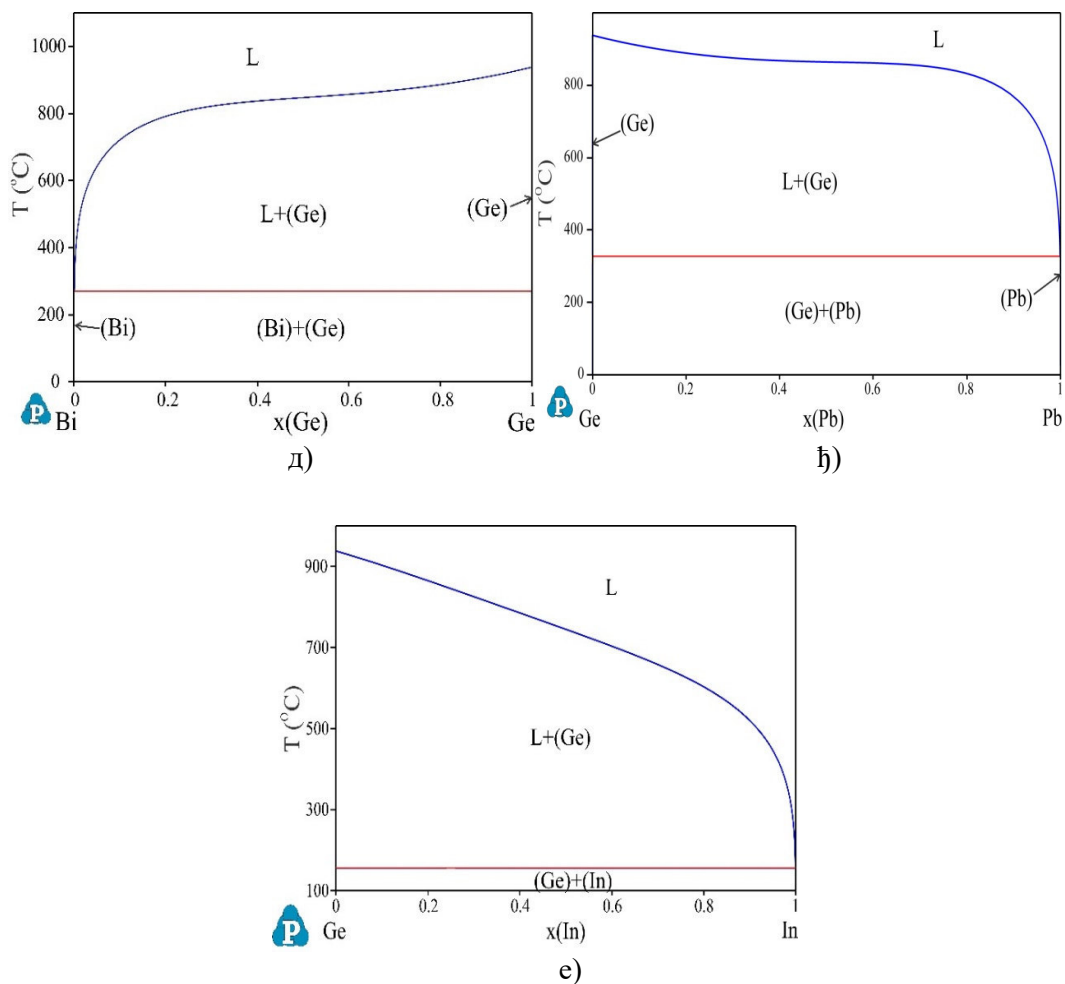 1000
L
800
600
T (°C)
L+(Ge)
(Ge)
400
200
(Bi)
(Bi)+(Ge)
0
0 0.2 0.4 0.6 0.8 1
P Bi x(Ge) Ge
д)
L
800
(Ge)
600
T (°C)
L+(Ge)
400
(Pb)
200
(Ge)+(Pb)
0
0 0.2 0.4 0.6 0.8 1
P Ge x(Pb) Pb
ђ)
900
L
700
T (°C)
500
L+(Ge)
300
(Ge)+(In)
100
0 0.2 0.4 0.6 0.8 1
P Ge x(In) In
е)